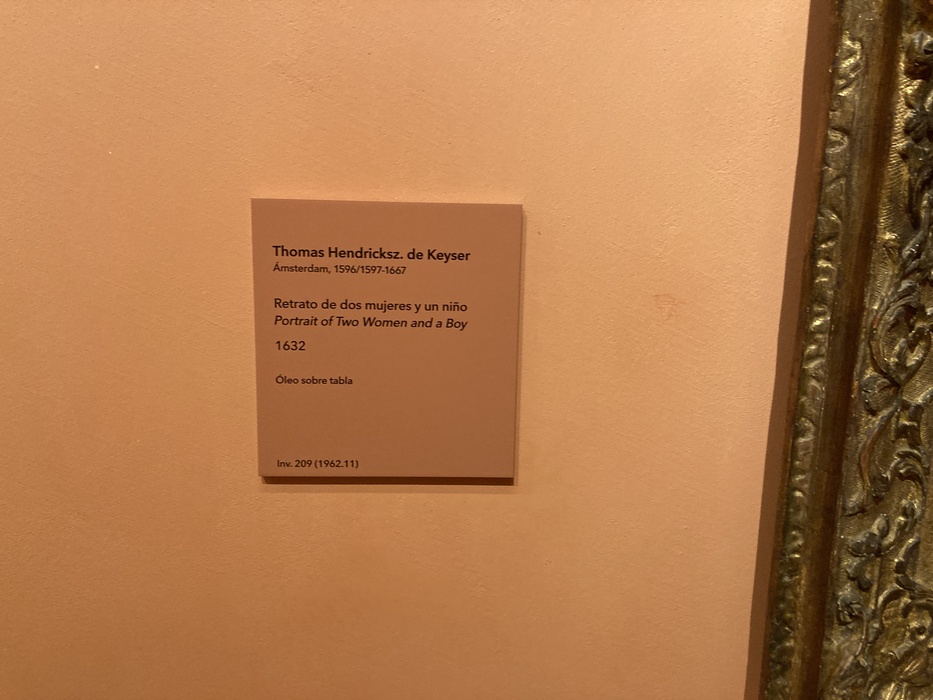 Thomas Hendricksz. de Keyser
Ámsterdam, 1596/1597-1667
Retrato de dos mujeres y un niño
Portrait of Two Women and a Boy
1632
Óleo sobre tabla
Inv. 209 (1962.11)